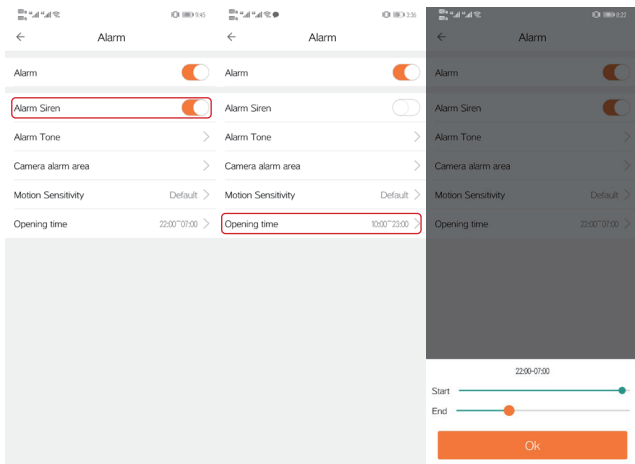 9:45
Alarm
Alarm
Alarm Siren
Alarm Tone
Camera alarm area
Motion Sensitivity Default
Opening time 22:00~07:00
3:36
Alarm
Alarm
Alarm Siren
Alarm Tone
Camera alarm area
Motion Sensitivity Default
Opening time 10:00~23:00
Alarm
Alarm
Alarm Siren
Alarm Tone
Camera alarm area
Motion Sensitivity Default
Opening time 22:00~07:00
22:00-07:00
Start
End
Ok